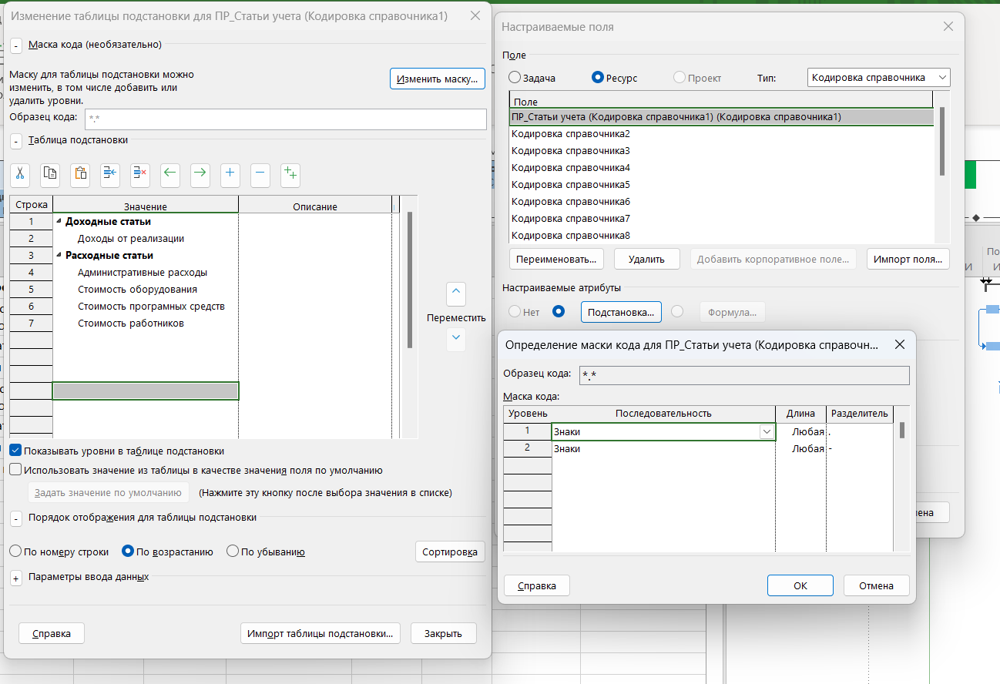 Изменение таблицы подстановки для ПР_Статьи учета (Кодировка справочника1)
- Маска кода (необязательно)
Маску для таблицы подстановки можно
изменить, в том числе добавить или
удалить уровни.
Изменить маску...
Образец кода: *.*
- Таблица подстановки
Строка Значение Описание
1 Доходные статьи
2 Доходы от реализации
3 Расходные статьи
4 Административные расходы
5 Стоимость оборудования
6 Стоимость програмных средств
7 Стоимость работников
Переместить
Показывать уровни в таблице подстановки
Использовать значение из таблицы в качестве значения поля по умолчанию
Задать значение по умолчанию (Нажмите эту кнопку после выбора значения в списке)
- Порядок отображения для таблицы подстановки
По номеру строки По возрастанию По убыванию Сортировка
+ Параметры ввода данных
Справка Импорт таблицы подстановки... Закрыть
Настраиваемые поля
Поле
Задача Ресурс Проект Тип: Кодировка справочника
Поле
ПР_Статьи учета (Кодировка справочника1) (Кодировка справочника1)
Кодировка справочника2
Кодировка справочника3
Кодировка справочника4
Кодировка справочника5
Кодировка справочника6
Кодировка справочника7
Кодировка справочника8
Переименовать... Удалить Добавить корпоративное поле... Импорт поля...
Настраиваемые атрибуты
Нет Подстановка... Формула...
Определение маски кода для ПР_Статьи учета (Кодировка справочн...
Образец кода: *.*
Маска кода:
Уровень Последовательность Длина Разделитель
1 Знаки Любая .
2 Знаки Любая -
Справка ОК Отмена